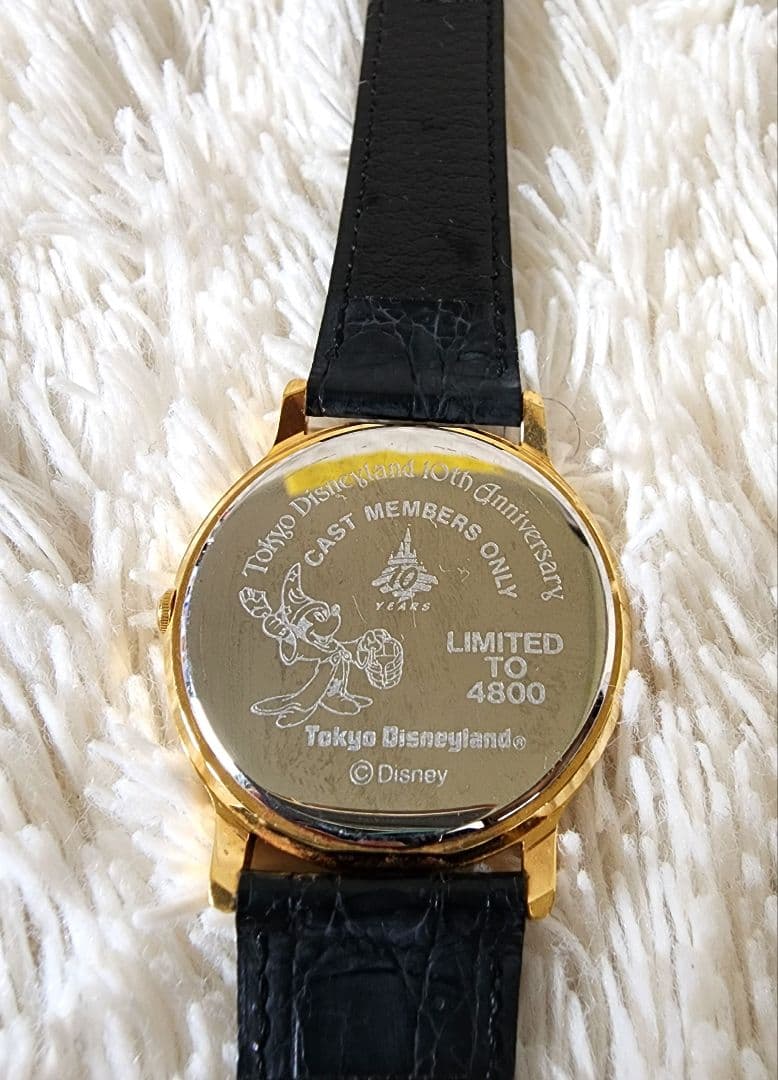 Tokyo Disneyland 10th Anniversary
CAST MEMBERS ONLY
10
YEARS
LIMITED
TO
4800
Tokyo Disneyland®
©Disney